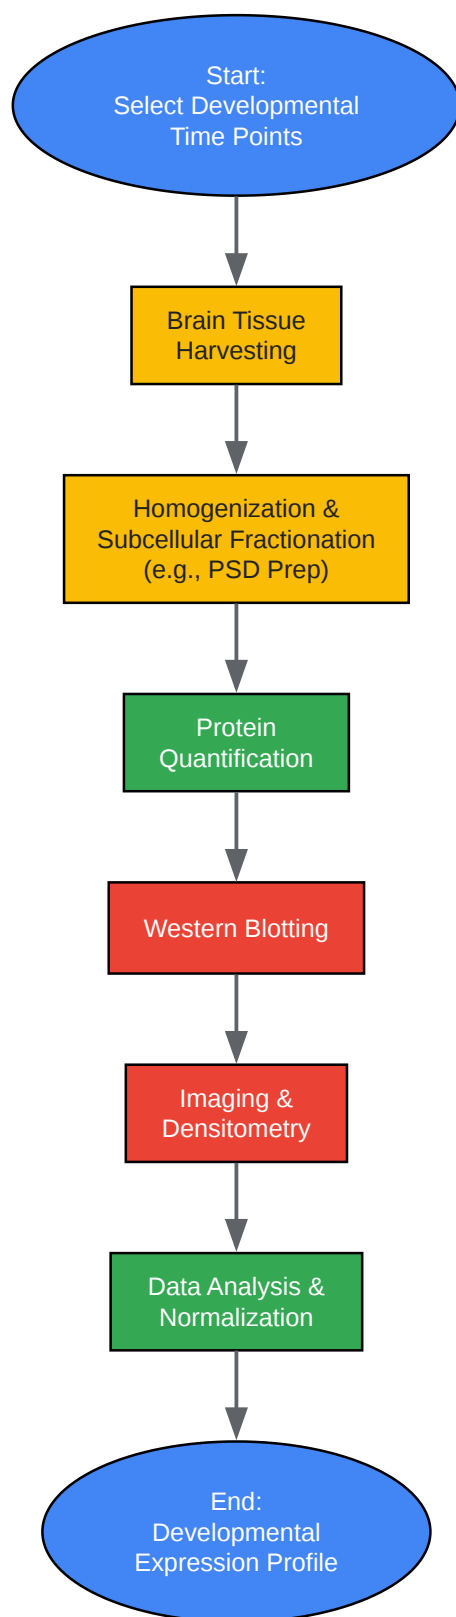 Start:
Select Developmental
Time Points
Brain Tissue
Harvesting
Homogenization &
Subcellular Fractionation
(e.g., PSD Prep)
Protein
Quantification
Western Blotting
Imaging &
Densitometry
Data Analysis &
Normalization
End:
Developmental
Expression Profile